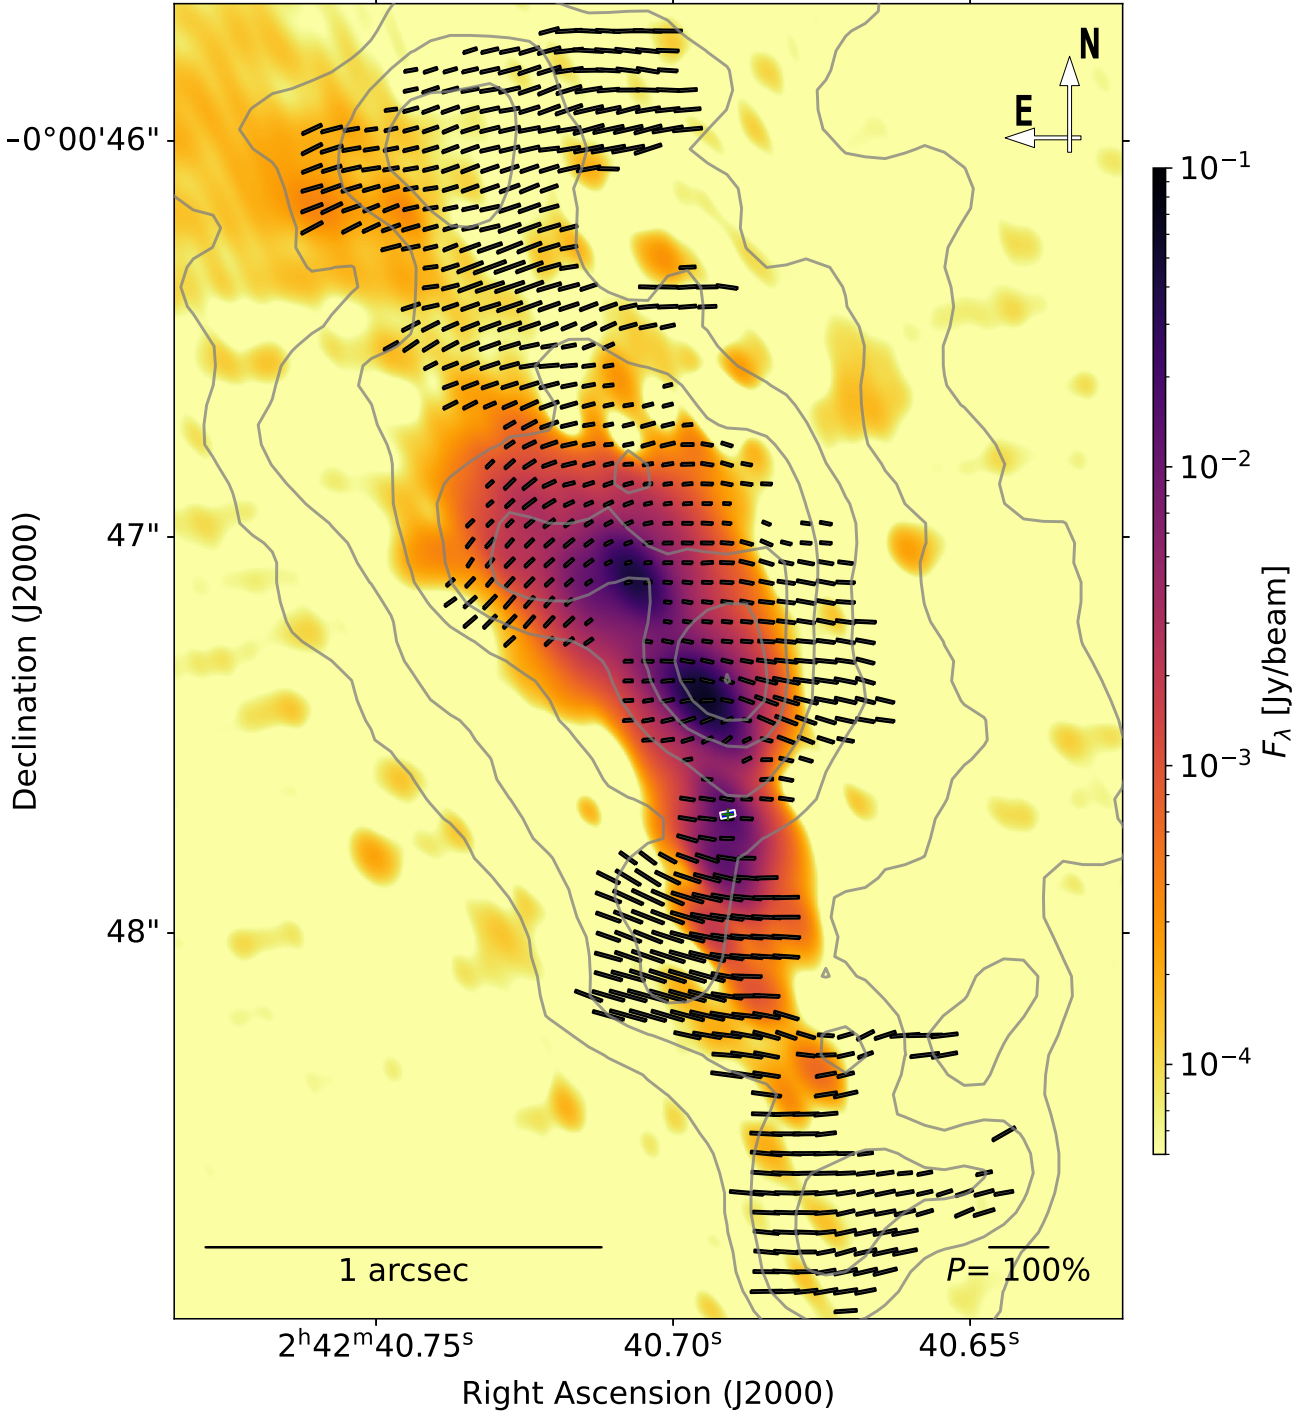 N
E
–0°00'46"
47"
48"
Declination (J2000)
10⁻¹
10⁻²
10⁻³
10⁻⁴
F_λ [Jy/beam]
1 arcsec
P= 100%
2ʰ42ᵐ40.75ˢ
40.70ˢ
40.65ˢ
Right Ascension (J2000)